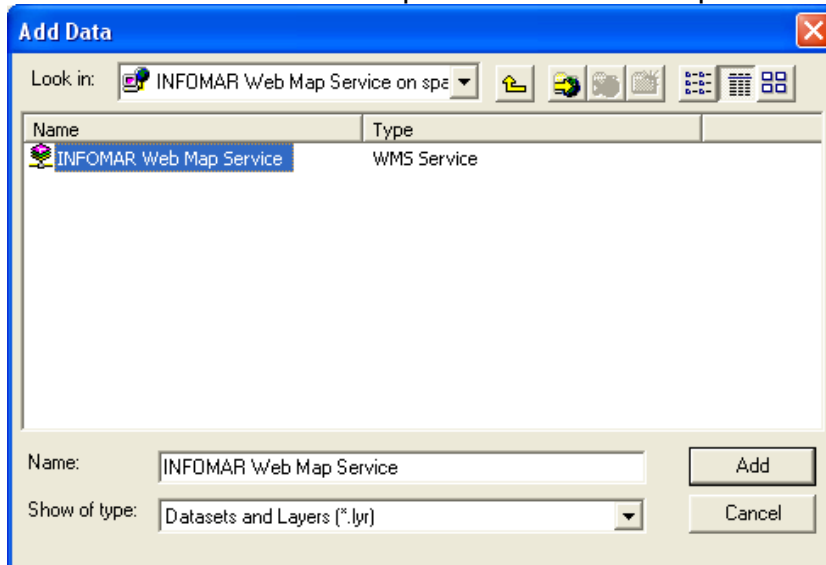 Add Data
Look in: INFOMAR Web Map Service on spa
Name Type
INFOMAR Web Map Service WMS Service
Name: INFOMAR Web Map Service Add
Show of type: Datasets and Layers (*.lyr) Cancel